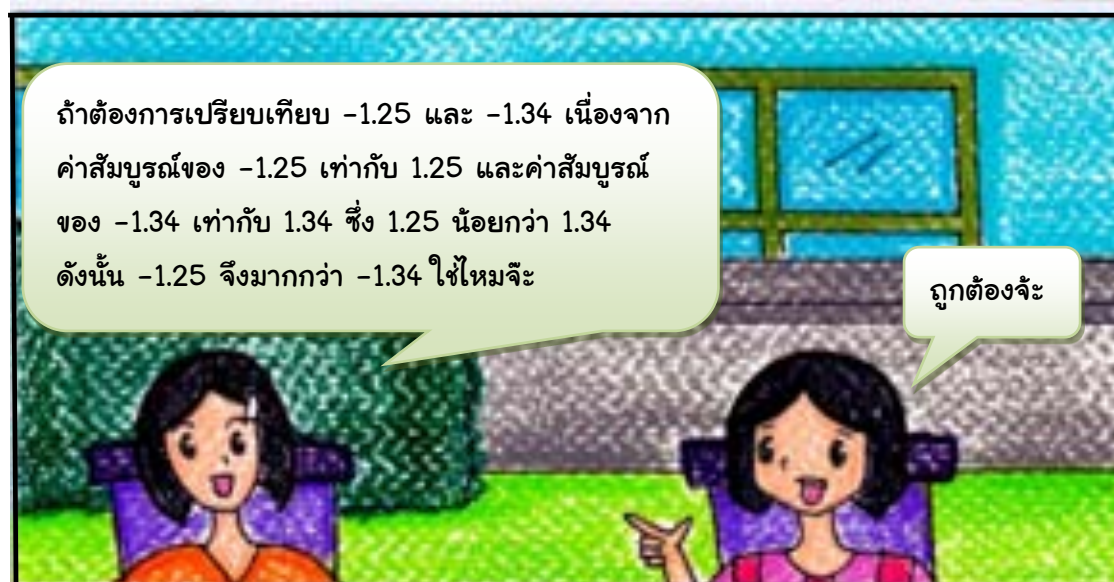 ถ้าต้องการเปรียบเทียบ -1.25 และ -1.34 เนื่องจาก
ค่าสัมบูรณ์ของ -1.25 เท่ากับ 1.25 และค่าสัมบูรณ์
ของ -1.34 เท่ากับ 1.34 ซึ่ง 1.25 น้อยกว่า 1.34
ดังนั้น -1.25 จึงมากกว่า -1.34 ใช่ไหมจ๊ะ
ถูกต้องจ้ะ